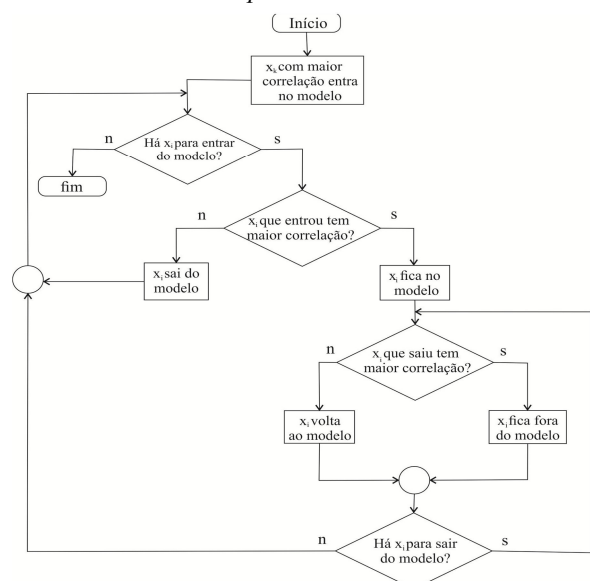 Início
xₖ com maior
correlação entra
no modelo
Há xᵢ para entrar
do modelo?
n
s
fim
xᵢ que entrou tem
maior correlação?
n
s
xᵢ sai do
modelo
xᵢ fica no
modelo
xᵢ que saiu tem
maior correlação?
n
s
xᵢ volta
ao modelo
xᵢ fica fora
do modelo
Há xᵢ para sair
do modelo?
n
s